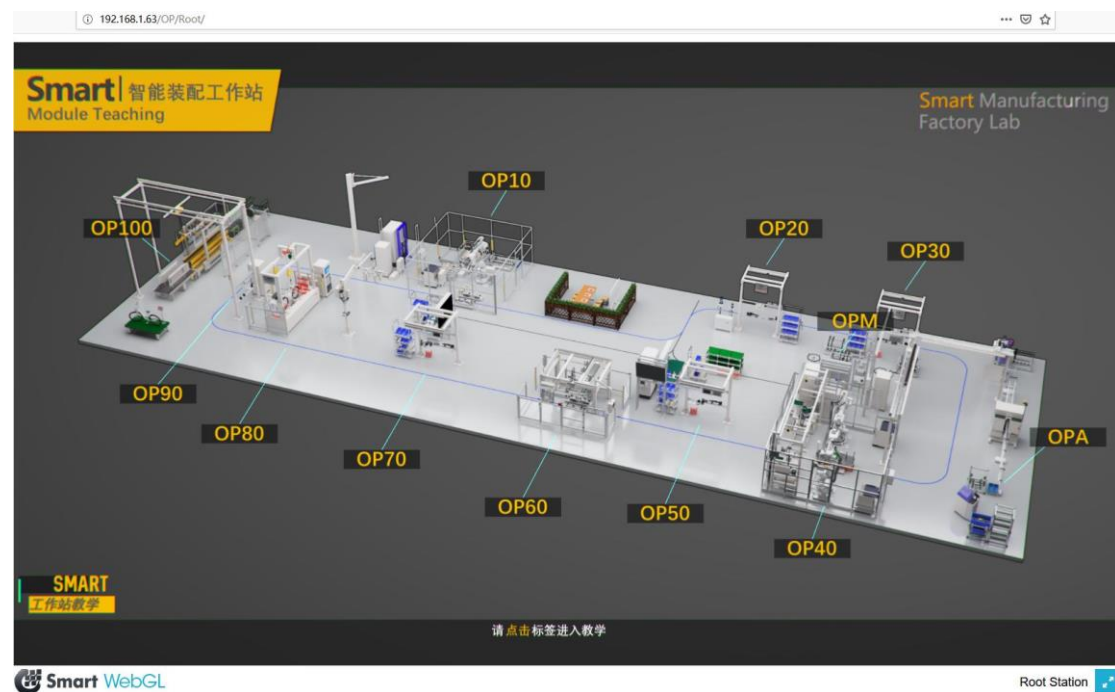 192.168.1.63/OP/Root/
Smart 智能装配工作站
Module Teaching
Smart Manufacturing
Factory Lab
OP10
OP100
OP20
OP30
OPM
OP90
OP80
OP70
OPA
OP60
OP50
OP40
SMART
工作站教学
请点击标签进入教学
Smart WebGL
Root Station